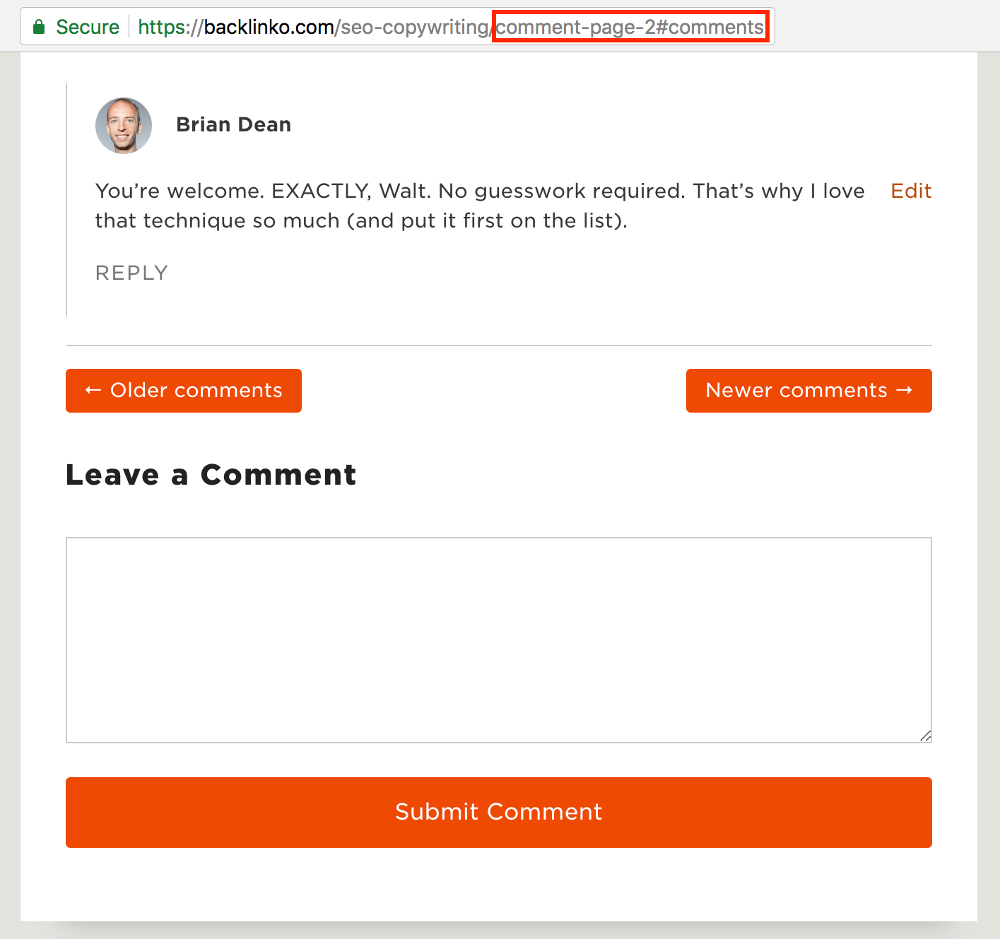 Secure https://backlinko.com/seo-copywriting/comment-page-2#comments
Brian Dean
You’re welcome. EXACTLY, Walt. No guesswork required. That’s why I love Edit
that technique so much (and put it first on the list).
REPLY
← Older comments Newer comments →
Leave a Comment
Submit Comment